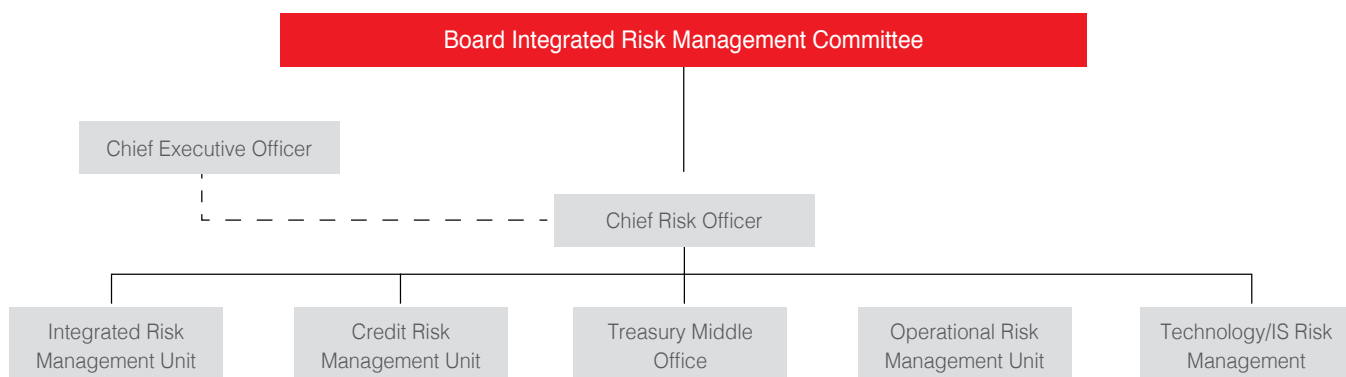 Board Integrated Risk Management Committee
Chief Executive Officer
Chief Risk Officer
Integrated Risk
Management Unit
Credit Risk
Management Unit
Treasury Middle
Office
Operational Risk
Management Unit
Technology/IS Risk
Management